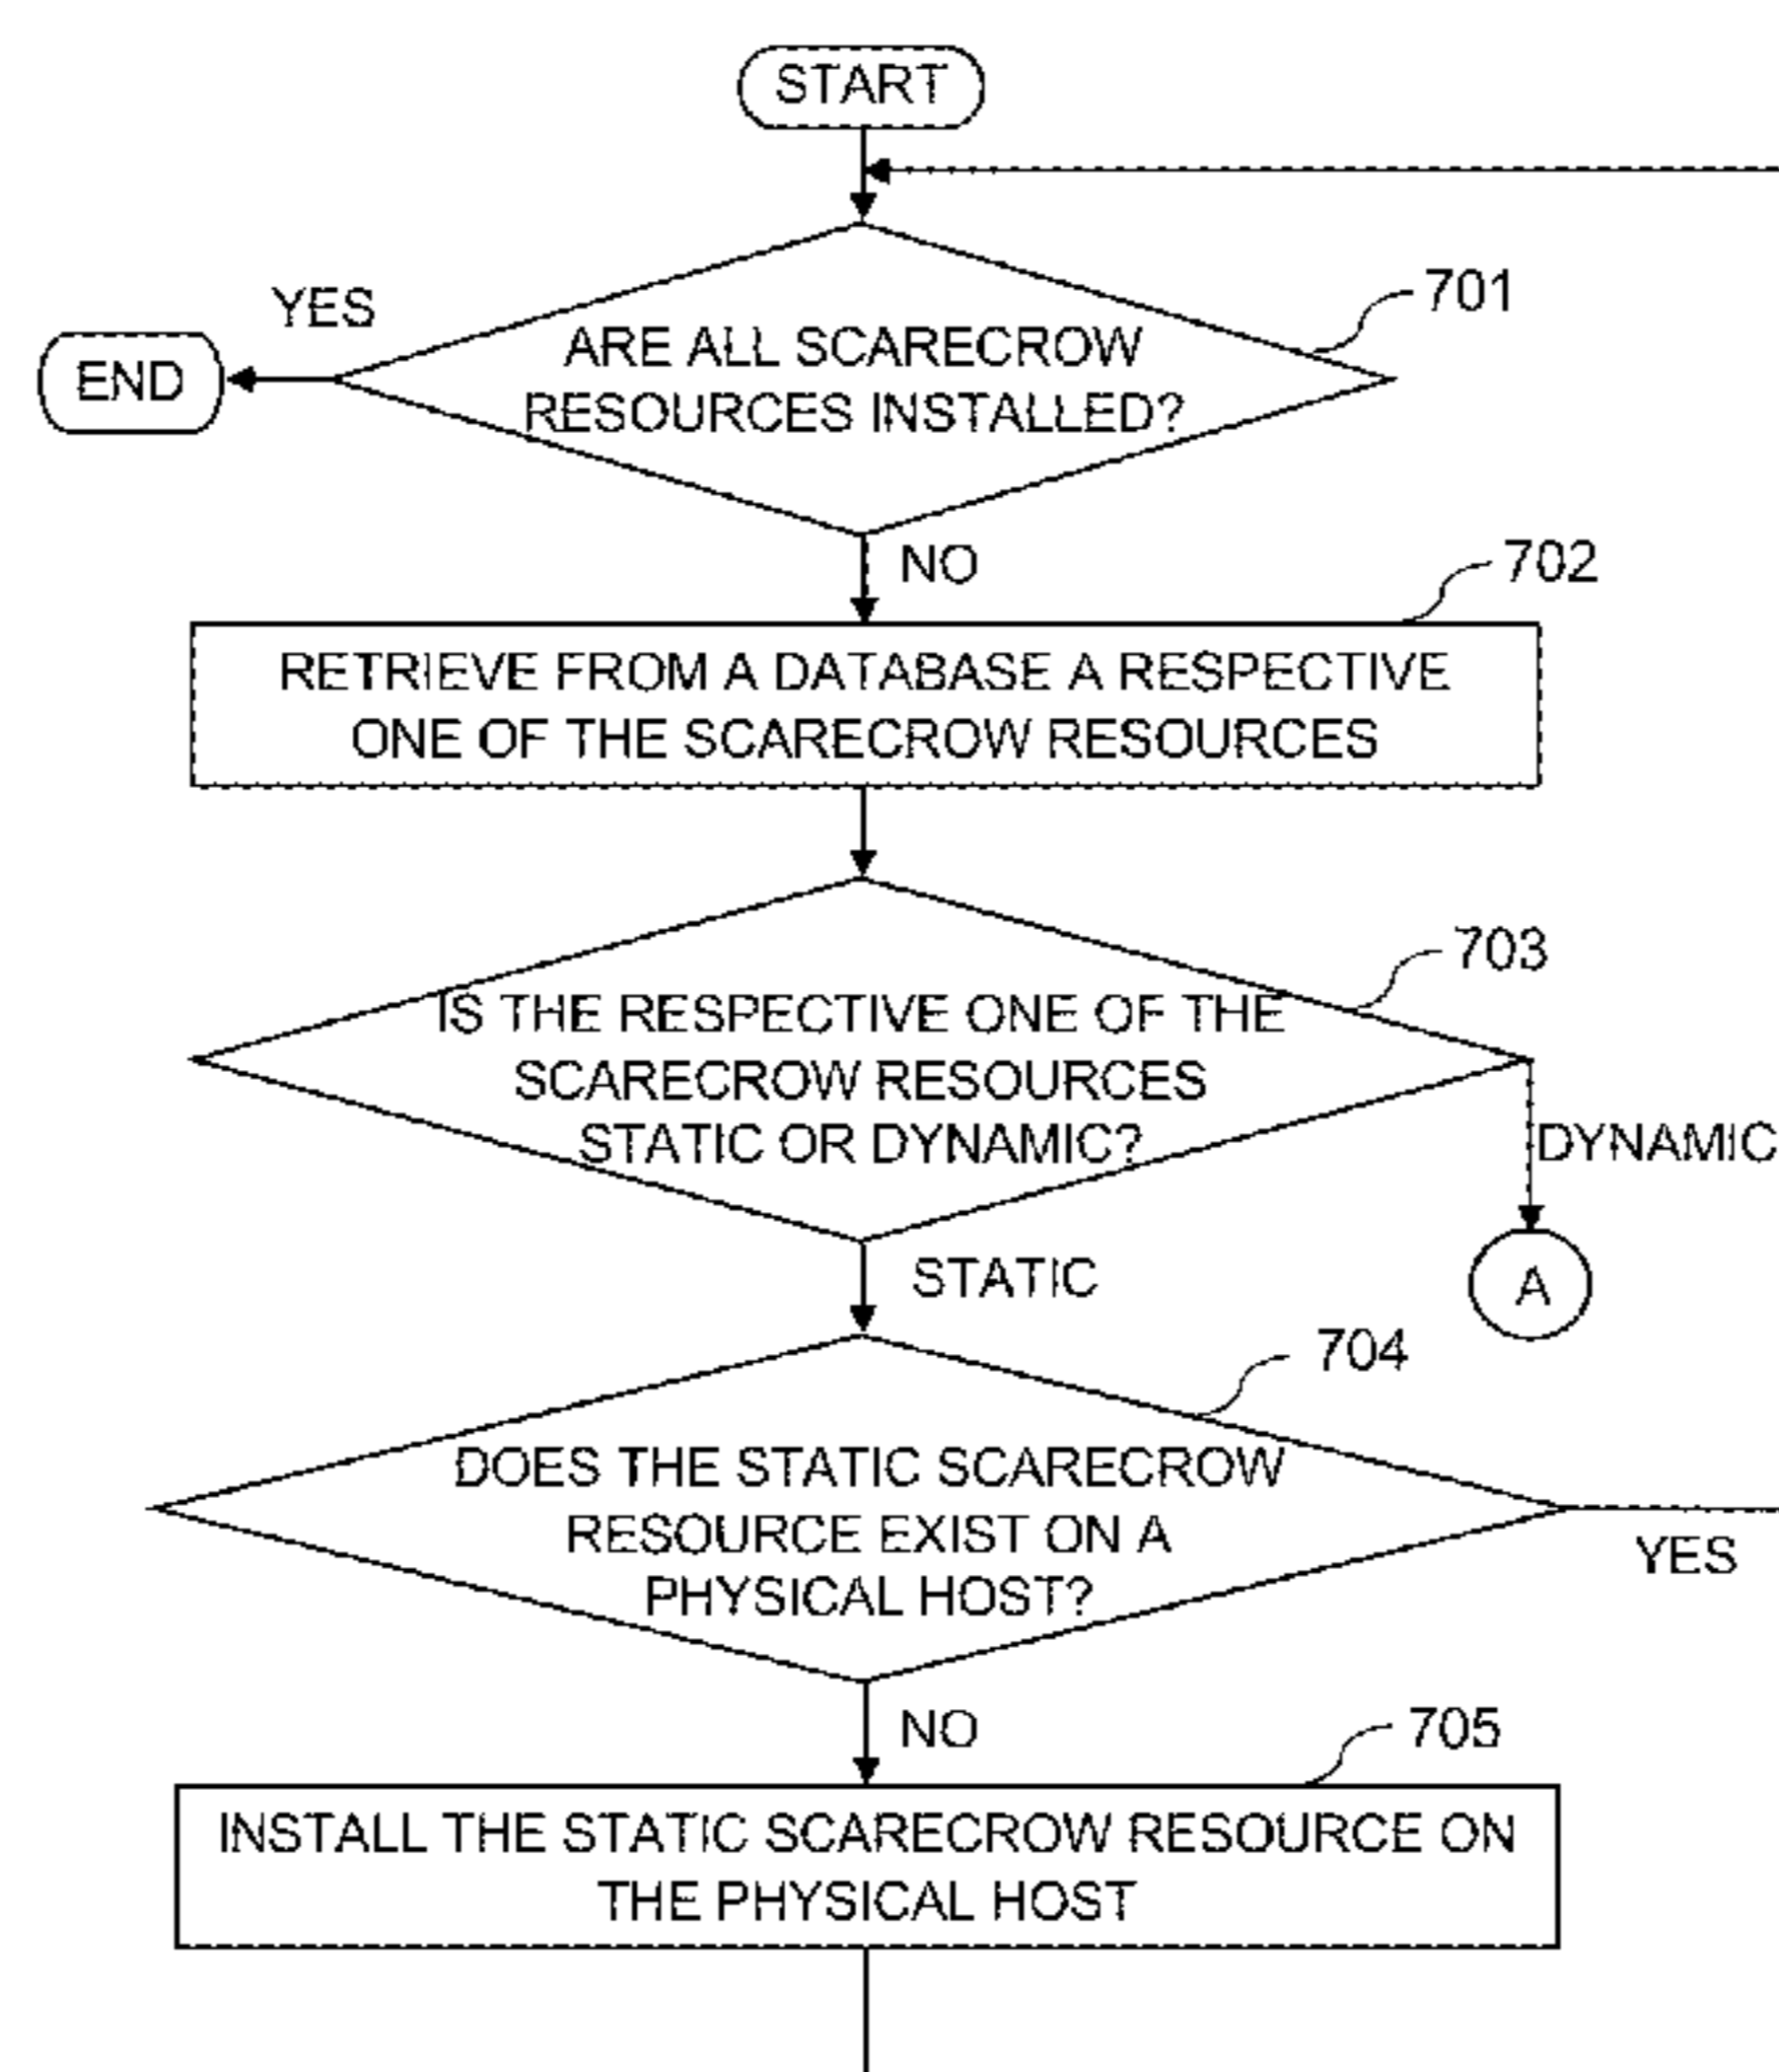 START
701
YES
ARE ALL SCARECROW
RESOURCES INSTALLED?
END
NO
702
RETRIEVE FROM A DATABASE A RESPECTIVE
ONE OF THE SCARECROW RESOURCES
703
IS THE RESPECTIVE ONE OF THE
SCARECROW RESOURCES
STATIC OR DYNAMIC?
DYNAMIC
STATIC
A
704
DOES THE STATIC SCARECROW
RESOURCE EXIST ON A
PHYSICAL HOST?
YES
NO
705
INSTALL THE STATIC SCARECROW RESOURCE ON
THE PHYSICAL HOST